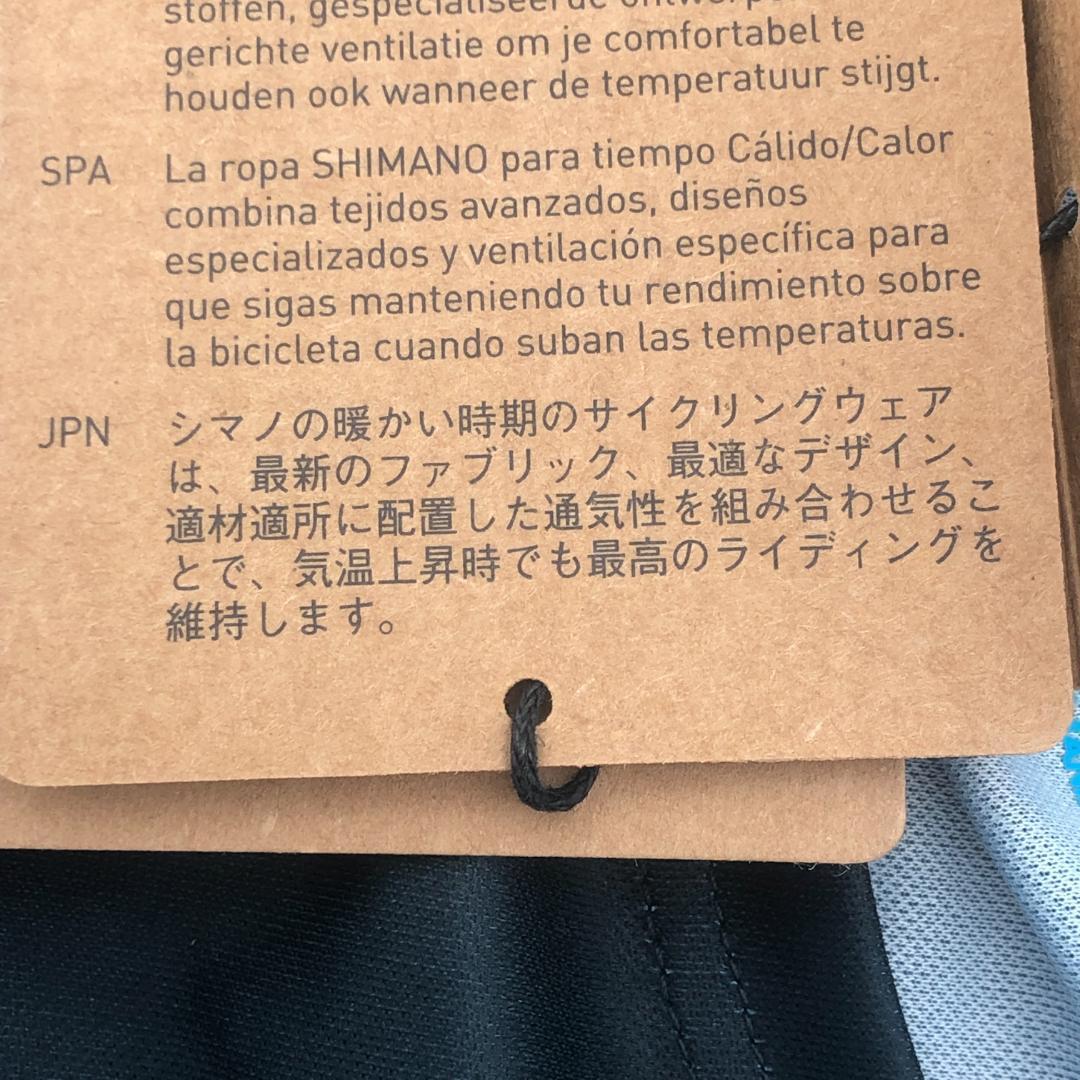 stoffen, gespecialiseerde
gerichte ventilatie om je comfortabel te
houden ook wanneer de temperatuur stijgt.
SPA La ropa SHIMANO para tiempo Cálido/Calor
combina tejidos avanzados, diseños
especializados y ventilación específica para
que sigas manteniendo tu rendimiento sobre
la bicicleta cuando suban las temperaturas.
JPN シマノの暖かい時期のサイクリングウェア
は、最新のファブリック、最適なデザイン、
適材適所に配置した通気性を組み合わせるこ
とで、気温上昇時でも最高のライディングを
維持します。